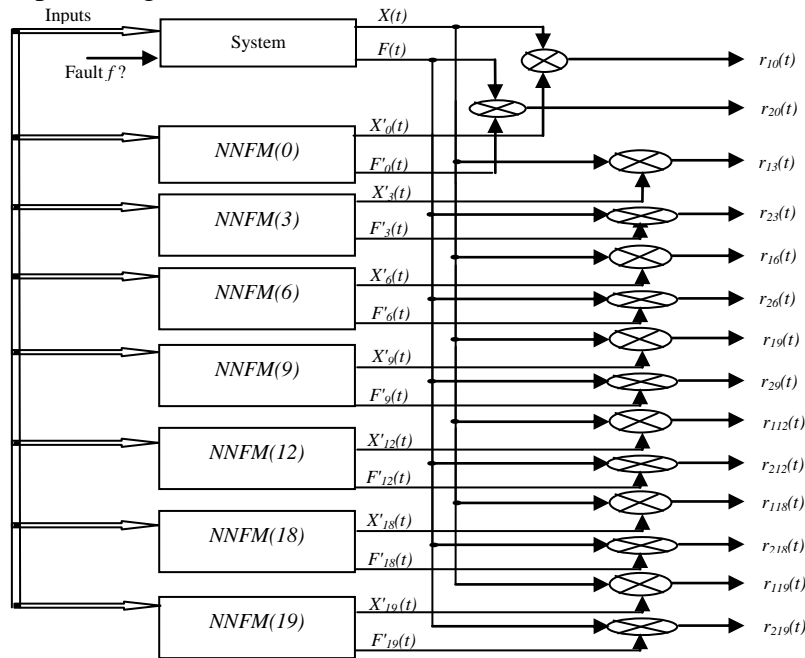 Inputs
System
X(t)
F(t)
Fault f?
r10(t)
r20(t)
NNFM(0)
X'0(t)
F'0(t)
r13(t)
NNFM(3)
X'3(t)
F'3(t)
r23(t)
r16(t)
NNFM(6)
X'6(t)
F'6(t)
r26(t)
r19(t)
NNFM(9)
X'9(t)
F'9(t)
r29(t)
r112(t)
NNFM(12)
X'12(t)
F'12(t)
r212(t)
r118(t)
NNFM(18)
X'18(t)
F'18(t)
r218(t)
r119(t)
NNFM(19)
X'19(t)
F'19(t)
r219(t)